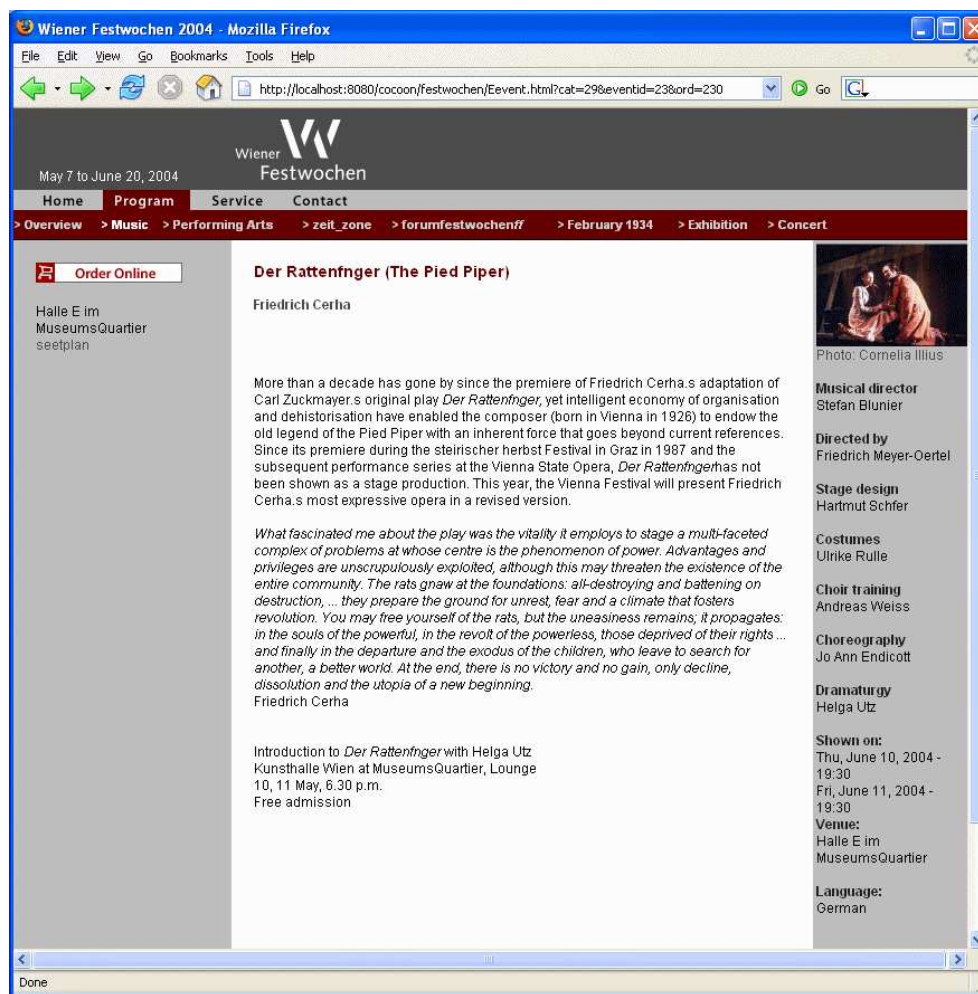 Wiener Festwochen 2004 - Mozilla Firefox
File Edit View Go Bookmarks Tools Help
http://localhost:8080/cocoon/festwochen/Eevent.html?cat=29&eventid=23&ord=230 Go G
May 7 to June 20, 2004
Wiener
Festwochen
Home Program Service Contact
> Overview > Music > Performing Arts > zeit_zone > forumfestwochenff > February 1934 > Exhibition > Concert
Order Online
Halle E im
MuseumsQuartier
seetplan
Der Rattenfnger (The Pied Piper)
Friedrich Cerha
More than a decade has gone by since the premiere of Friedrich Cerha.s adaptation of
Carl Zuckmayer.s original play Der Rattenfnger, yet intelligent economy of organisation
and dehistorisation have enabled the composer (born in Vienna in 1926) to endow the
old legend of the Pied Piper with an inherent force that goes beyond current references.
Since its premiere during the steirischer herbst Festival in Graz in 1987 and the
subsequent performance series at the Vienna State Opera, Der Rattenfngerhas not
been shown as a stage production. This year, the Vienna Festival will present Friedrich
Cerha.s most expressive opera in a revised version.
What fascinated me about the play was the vitality it employs to stage a multi-faceted
complex of problems at whose centre is the phenomenon of power. Advantages and
privileges are unscrupulously exploited, although this may threaten the existence of the
entire community. The rats gnaw at the foundations: all-destroying and battening on
destruction, ... they prepare the ground for unrest, fear and a climate that fosters
revolution. You may free yourself of the rats, but the uneasiness remains; it propagates:
in the souls of the powerful, in the revolt of the powerless, those deprived of their rights ...
and finally in the departure and the exodus of the children, who leave to search for
another, a better world. At the end, there is no victory and no gain, only decline,
dissolution and the utopia of a new beginning.
Friedrich Cerha
Introduction to Der Rattenfnger with Helga Utz
Kunsthalle Wien at MuseumsQuartier, Lounge
10, 11 May, 6.30 p.m.
Free admission
Photo: Cornelia Illius
Musical director
Stefan Blunier
Directed by
Friedrich Meyer-Oertel
Stage design
Hartmut Schfer
Costumes
Ulrike Rulle
Choir training
Andreas Weiss
Choreography
Jo Ann Endicott
Dramaturgy
Helga Utz
Shown on:
Thu, June 10, 2004 -
19:30
Fri, June 11, 2004 -
19:30
Venue:
Halle E im
MuseumsQuartier
Language:
German
Done